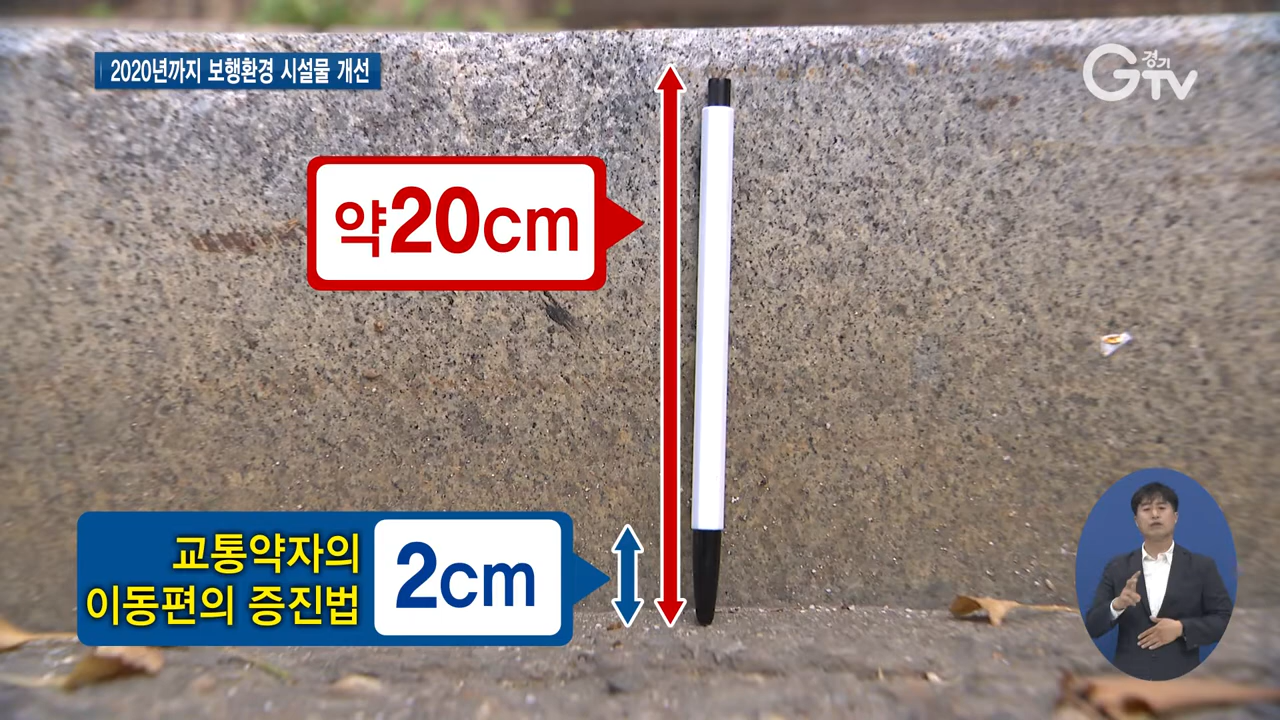 2020년까지 보행환경 시설물 개선
경기
GTV
약20cm
교통약자의
이동편의 증진법
2cm